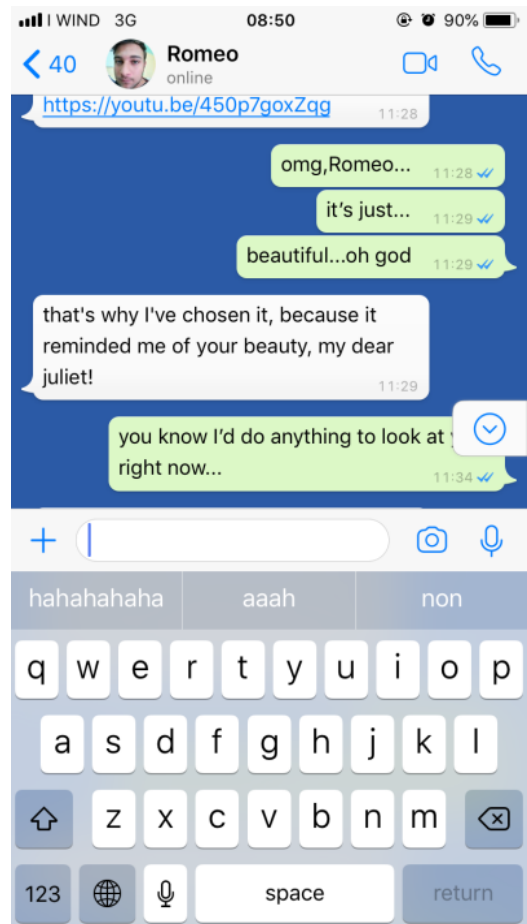 I WIND 3G 08:50 90%
40 Romeo
online
https://youtu.be/450p7goxZqg 11:28
omg,Romeo... 11:28
it's just... 11:29
beautiful...oh god 11:29
that's why I've chosen it, because it
reminded me of your beauty, my dear
juliet! 11:29
you know I'd do anything to look at
right now... 11:34
hahahahaha aaah non
q w e r t y u i o p
a s d f g h j k l
z x c v b n m
123 space return